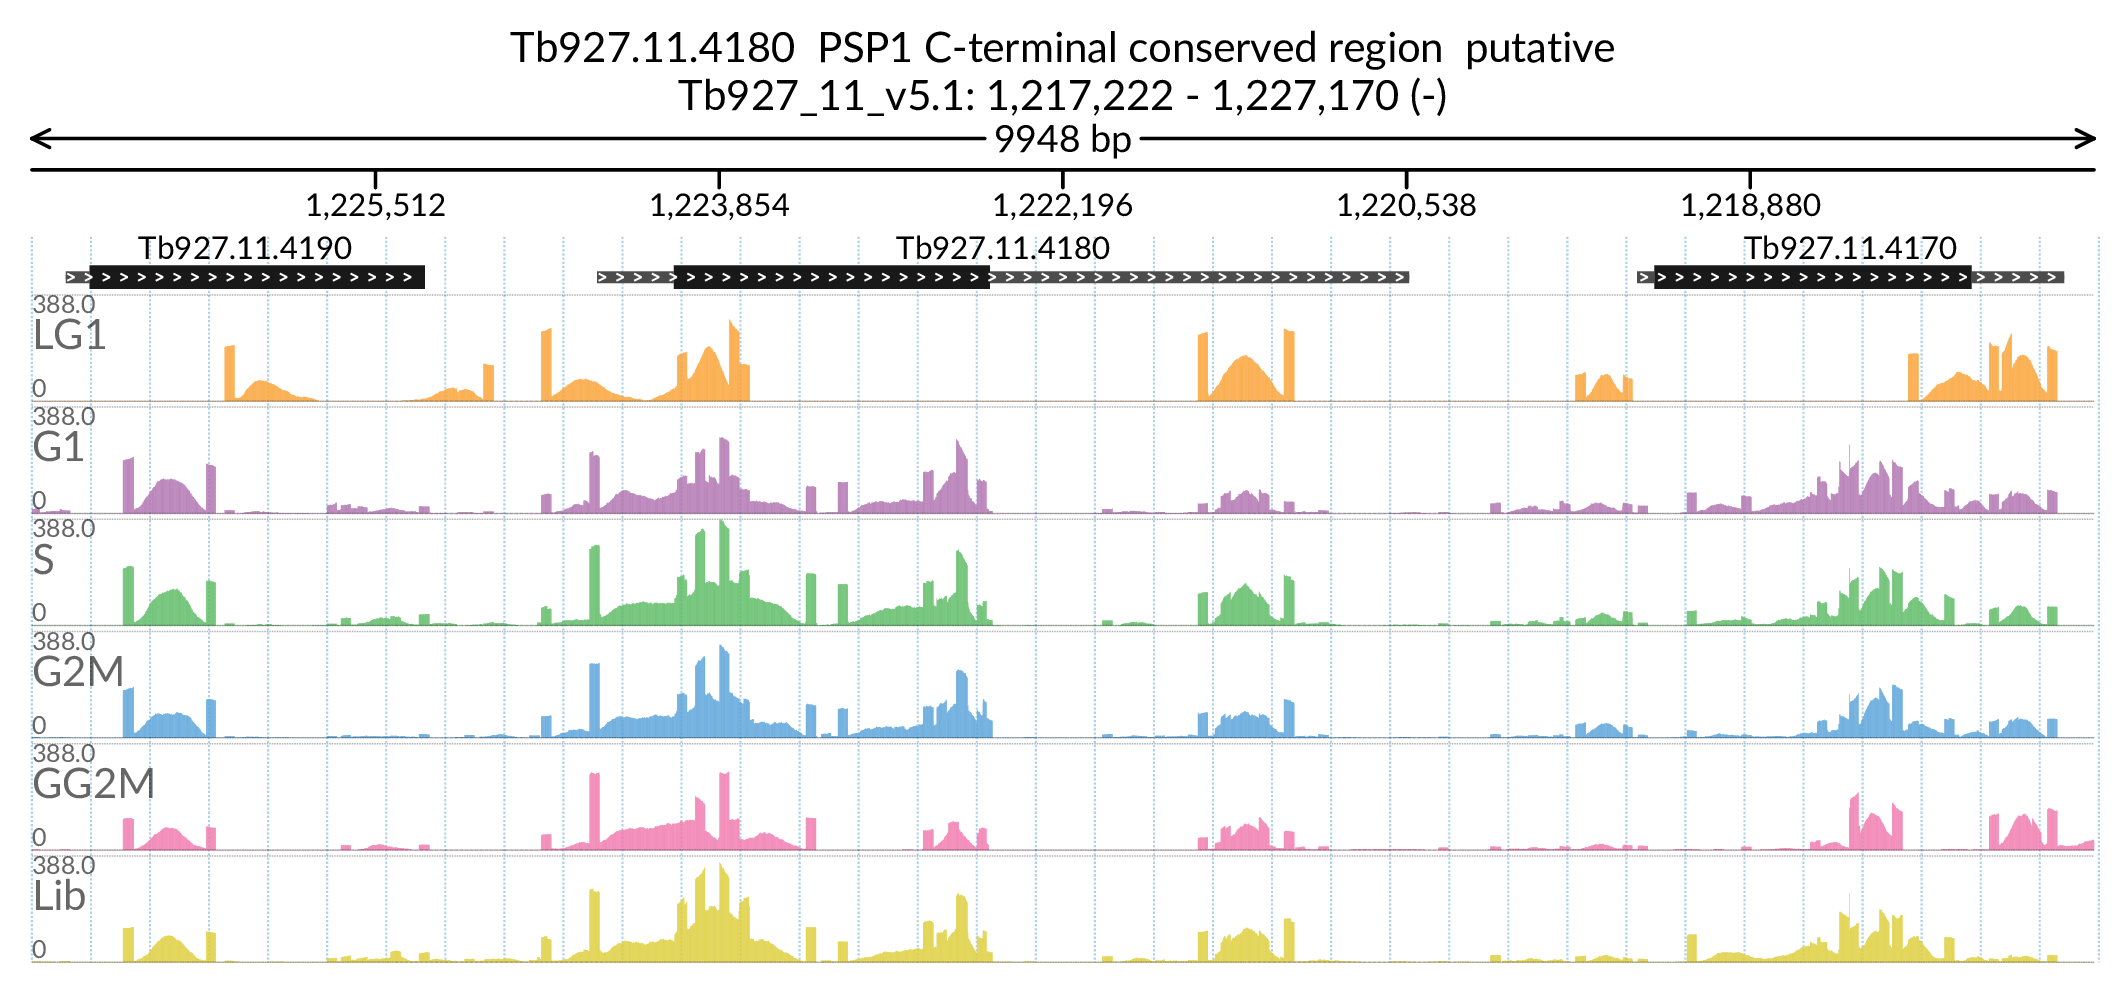 Tb927.11.4180  PSP1 C-terminal conserved region  putative
Tb927_11_v5.1: 1,217,222 - 1,227,170 (-)
9948 bp
1,225,512 1,223,854 1,222,196 1,220,538 1,218,880
Tb927.11.4190 Tb927.11.4180 Tb927.11.4170
388.0
LG1
0
388.0
G1
0
388.0
S
0
388.0
G2M
0
388.0
GG2M
0
388.0
Lib
0